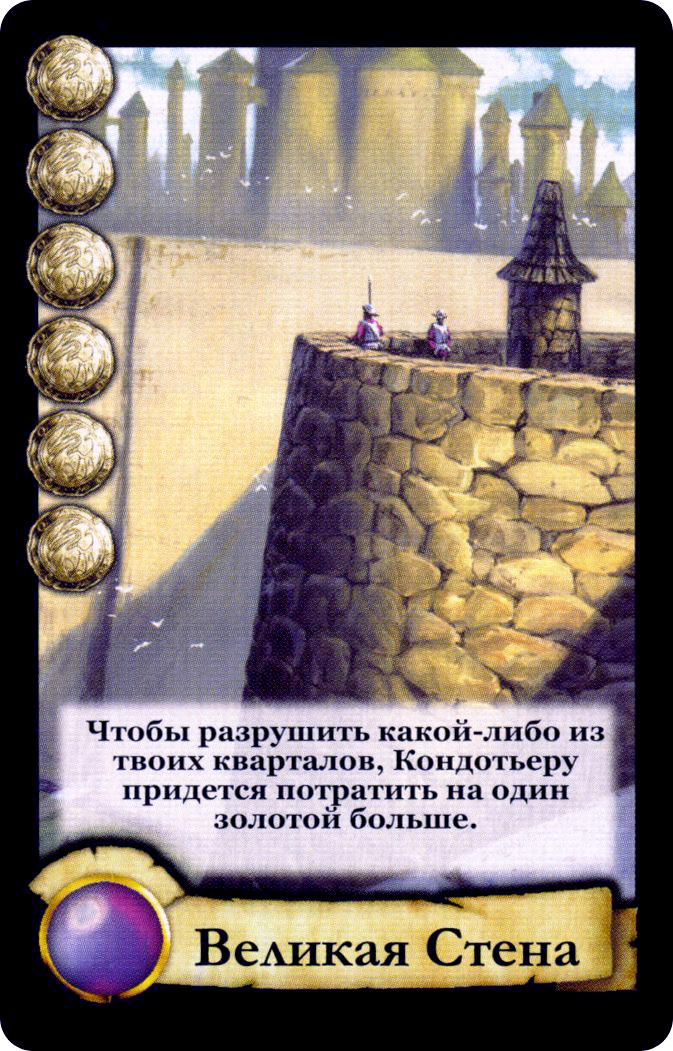 Чтобы разрушить какой-либо из
твоих кварталов, Кондотьеру
придется потратить на один
золотой больше.
Великая Стена